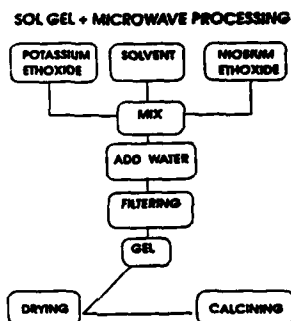 SOL GEL + MICROWAVE PROCESSING
POTASSIUM
ETHOXIDE
SOLVENT
NIOBIUM
ETHOXIDE
MIX
ADD WATER
FILTERING
GEL
DRYING
CALCINING